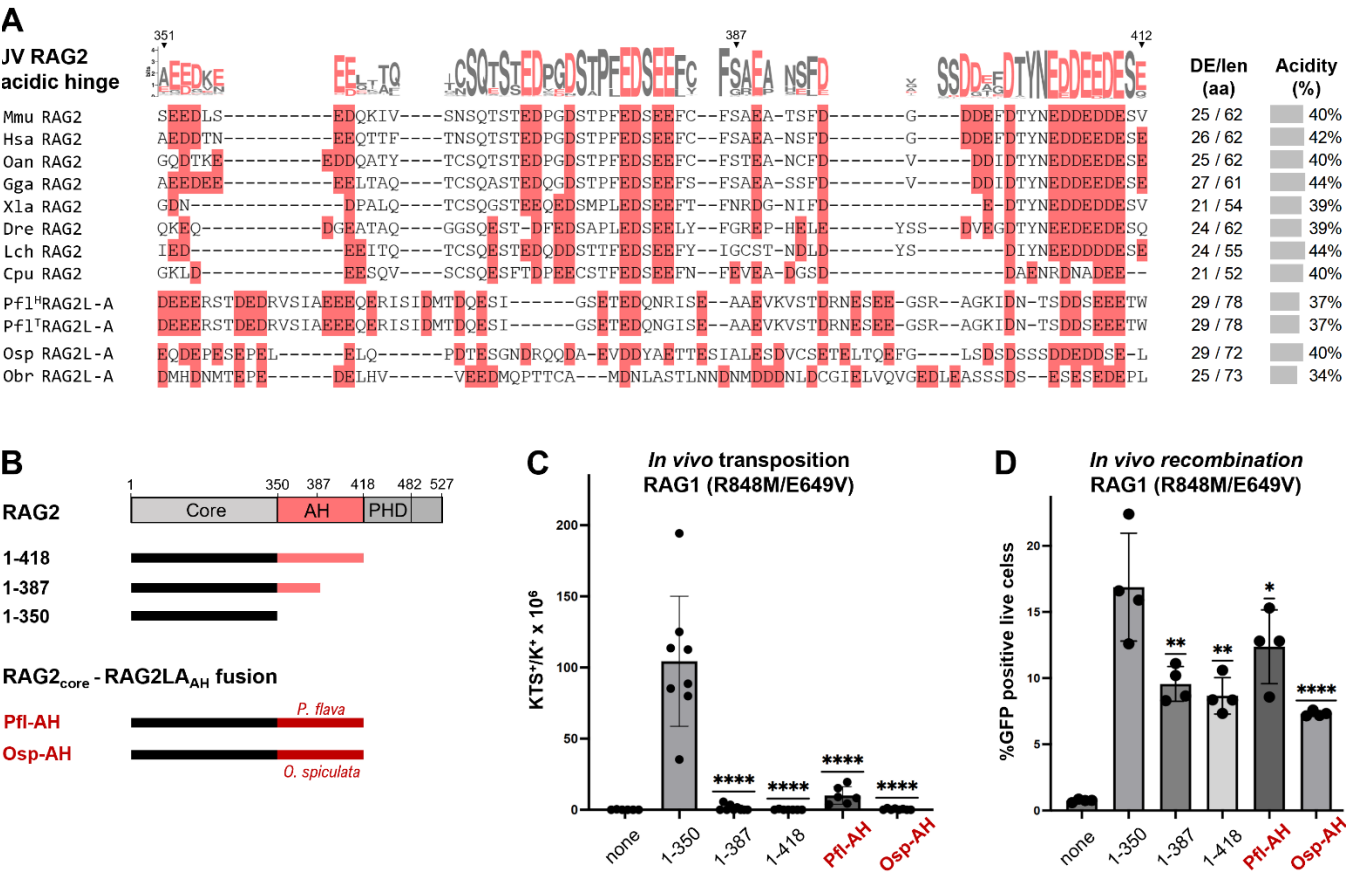 A
351
387
412
JV RAG2
acidic hinge
DE/len
(aa)
Acidity
(%)
Mmu RAG2 SEEDLS----------EDQKIV----SNSQTSTEDPGDSTPFEDSEEFC--FSAEA-TSFD------------DDEFDTYNEDDEEDDESV 25 / 62 40%
Hsa RAG2 AEDDTN----------EEQTTF----TNSQTSTEDPGDSTPFEDSEEFC--FSAEA-NSFD------------DDEFDTYNEDDEEDDESE 26 / 62 42%
Oan RAG2 GQDTKE---------EDDQATY----TCSQTSTEDPGDSTPFEDSEEFC--FSTEA-NCFD-------V----DDIDTYNEDDEEDDESE 25 / 62 40%
Gga RAG2 AEEDEE----------EELTAQ----TCSQASTEDQGDSTPFEDSEEFS--FSAEA-SSFD-------V----DDIDTYNEDDEEDESE 27 / 61 44%
Xla RAG2 GDN--------------DPALQ----TCSQGSTEEQEDSMPLEDSEEFT--FNRDG-NIFD------------E-DTYNEDDEEDESV 21 / 54 39%
Dre RAG2 QKEQ---------DGEATAQ----GGSQEST-DFEDSAPLEDSEELY--FGREP-HELE------YSS---DVEGDTYNEDDEEDESQ 24 / 62 39%
Lch RAG2 IED-------------EEITQ----TCSQTSTEDQDDSTTFEDSEEFY--IGCST-NDLD------YS-------DIYNEEDDDDESE 24 / 55 44%
Cpu RAG2 GKLD------------EESQV----SCSQESFTDPEECSTFEDSEEFN--FEVEA-DGSD---------------DAENRDNADEE-- 21 / 52 40%
PflᴴRAG2L-A DEEERSTDEDRVSIAEEEQERISIDMTDQESI------GSETEDQNRISE--AAEVKVSTDRNESEE--GSR--AGKIDN-TSDDSEEETW 29 / 78 37%
PflᵀRAG2L-A DEEERSTDEDRVSIAEEEQERISIDMTDQESI------GSETEDQNGISE--AAEVKVSTDRNESEE--GSR--AGKIDN-TSDDSEEETW 29 / 78 37%
Osp RAG2L-A EQDEPESEPEL------ELQ-----PDTESGNDRQQDA-EVDDYAETTESIALESDVCSETELTQEFG---LSDSDSSSDDEDDSE-L 29 / 72 40%
Obr RAG2L-A DMHDNMTEPE-------DELHV-----VEEDMQPTTCA----MDNLASTLNNDNMDDDNLDCGIELVQVGEDLEASSSDS--ESESEDEPL 25 / 73 34%
B
1 350 387 418 482 527
RAG2 Core AH PHD
1-418
1-387
1-350
RAG2core - RAG2LAAH fusion
Pfl-AH P. flava
Osp-AH
O. spiculata
C
In vivo transposition
RAG1 (R848M/E649V)
KTS⁺/K⁺ x 10⁶
200
150
100
50
0
**** **** **** ****
none 1-350 1-387 1-418 Pfl-AH Osp-AH
D
In vivo recombination
RAG1 (R848M/E649V)
%GFP positive live celss
20
15
10
5
0
** ** * ****
none 1-350 1-387 1-418 Pfl-AH Osp-AH